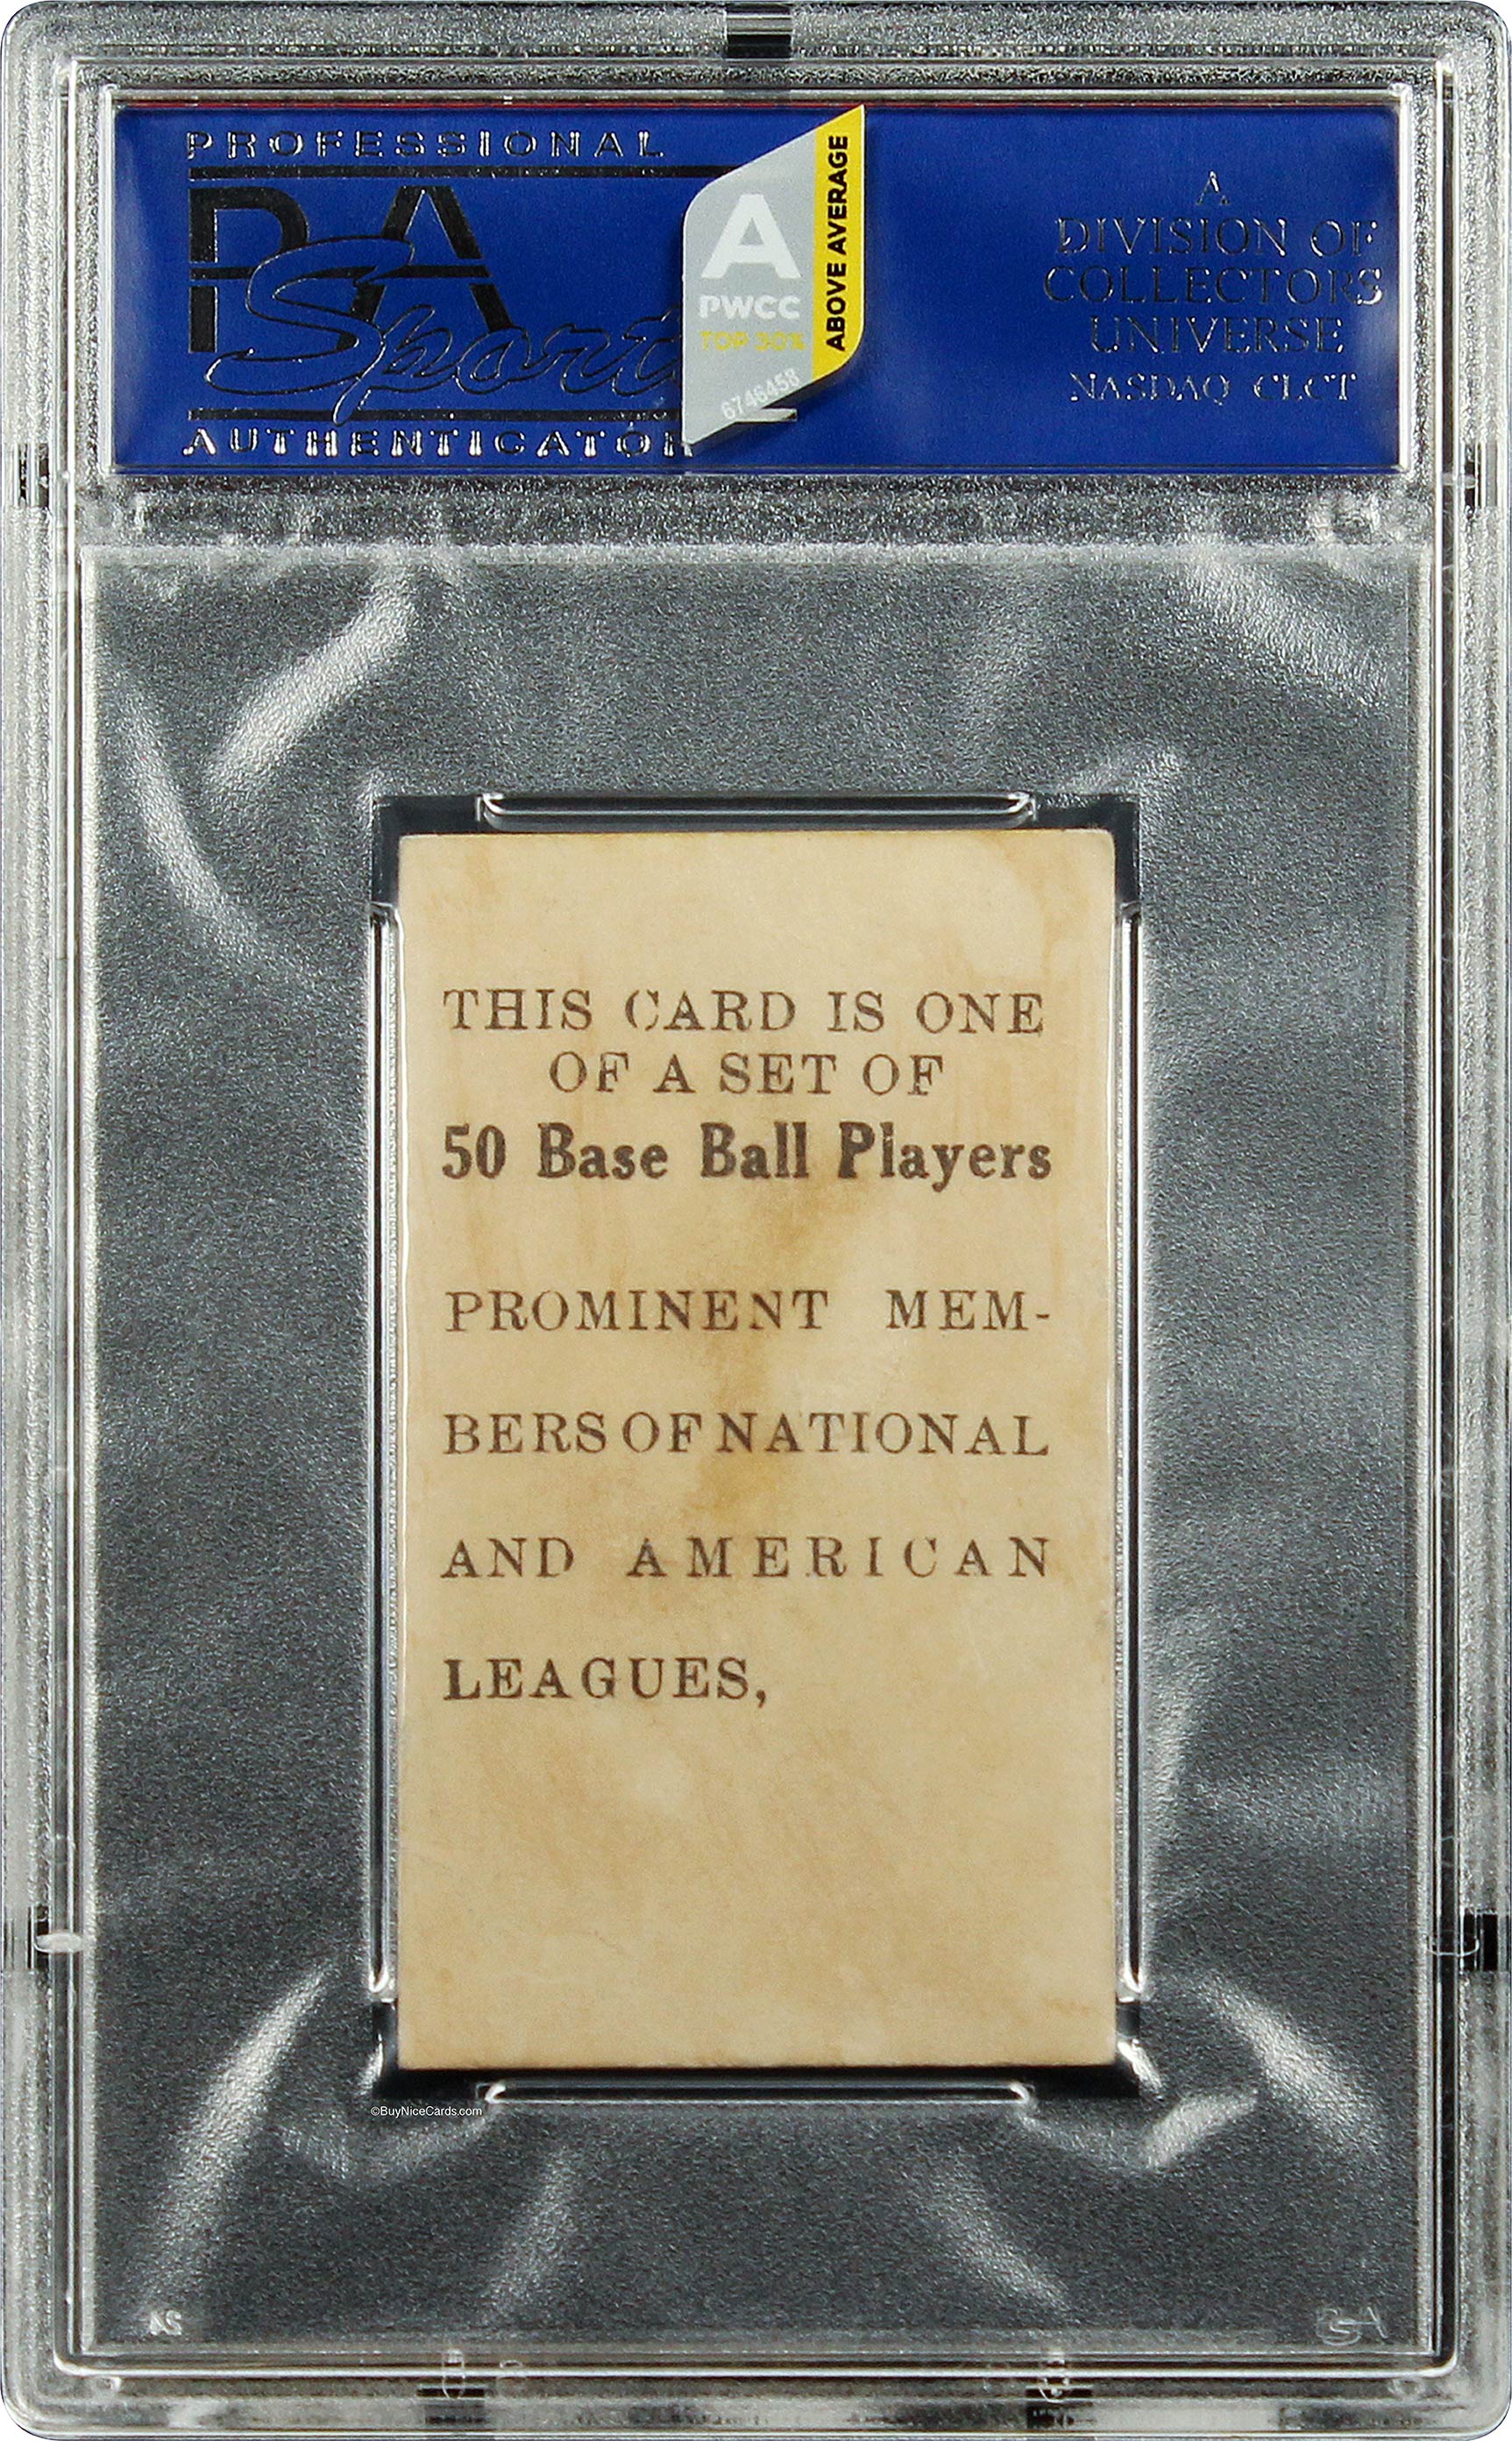 PROFESSIONAL
PSA
Sports
AUTHENTICATOR
A
PWCC
TOP 30%
6746458
ABOVE AVERAGE
A
DIVISION OF
COLLECTORS
UNIVERSE
NASDAQ CLCT
THIS CARD IS ONE
OF A SET OF
50 Base Ball Players
PROMINENT MEM-
BERS OF NATIONAL
AND AMERICAN
LEAGUES,
©BuyNiceCards.com
PSA